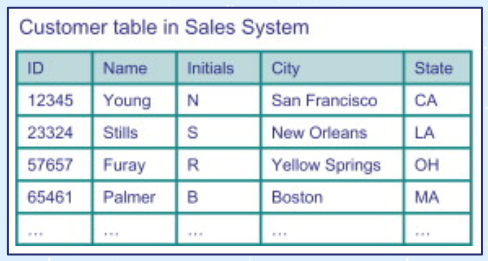 Customer table in Sales System
ID Name Initials City State
12345 Young N San Francisco CA
23324 Stills S New Orleans LA
57657 Furay R Yellow Springs OH
65461 Palmer B Boston MA
... ... ... ... ...